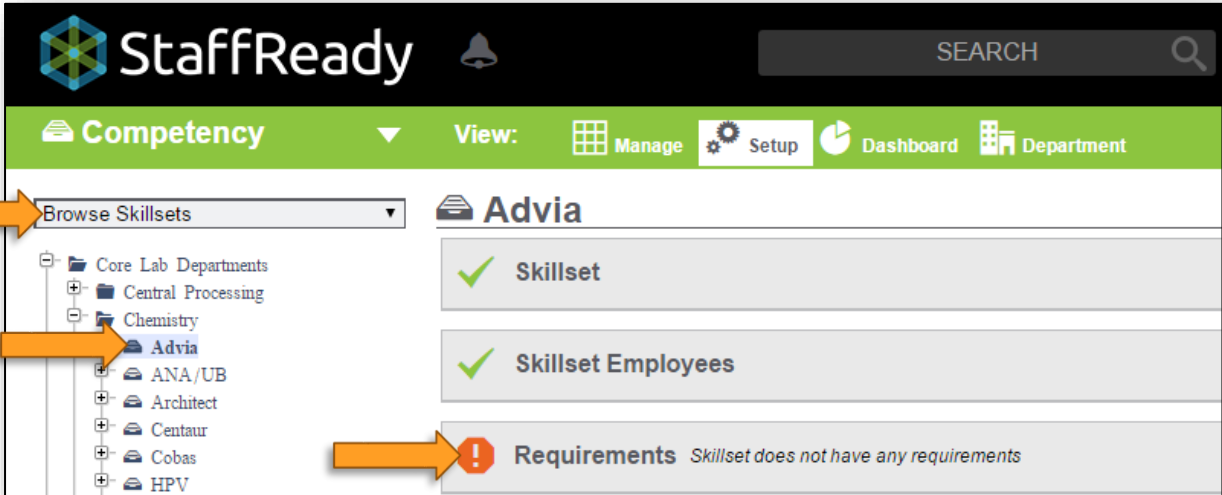 StaffReady
SEARCH
Competency
View:
Manage
Setup
Dashboard
Department
Browse Skillsets
Core Lab Departments
Central Processing
Chemistry
Advia
ANA/UB
Architect
Centaur
Cobas
HPV
Advia
Skillset
Skillset Employees
Requirements Skillset does not have any requirements